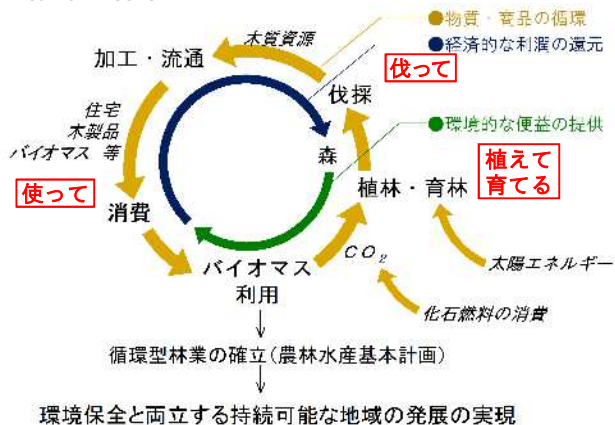 ●物質・商品の循環
木質資源
●経済的な利潤の還元
加工・流通
伐って
伐採
住宅
木製品
バイオマス 等
●環境的な便益の提供
森
植えて
育てる
使って
植林・育林
消費
CO₂
バイオマス
利用
太陽エネルギー
化石燃料の消費
循環型林業の確立(農林水産基本計画)
環境保全と両立する持続可能な地域の発展の実現